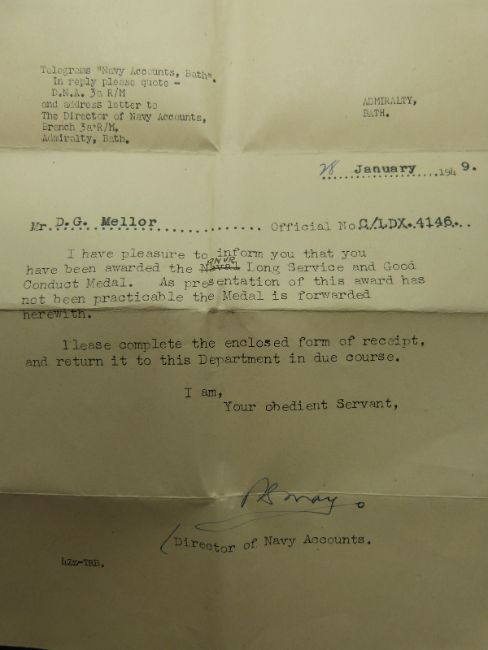 Telegrams "Navy Accounts, Bath".
In reply please quote -
D.N.A. 3a R/M
and address letter to
The Director of Navy Accounts,
Branch 3a R/M.
Admiralty, Bath.
ADMIRALTY,
BATH.
28 January 1949.
Mr. D.G. Mellor Official No. C/LDX.4146.
I have pleasure to inform you that you
have been awarded the Naval RNVR Long Service and Good
Conduct Medal. As presentation of this award has
not been practicable the Medal is forwarded
herewith.
Please complete the enclosed form of receipt,
and return it to this Department in due course.
I am,
Your obedient Servant,
Director of Navy Accounts.